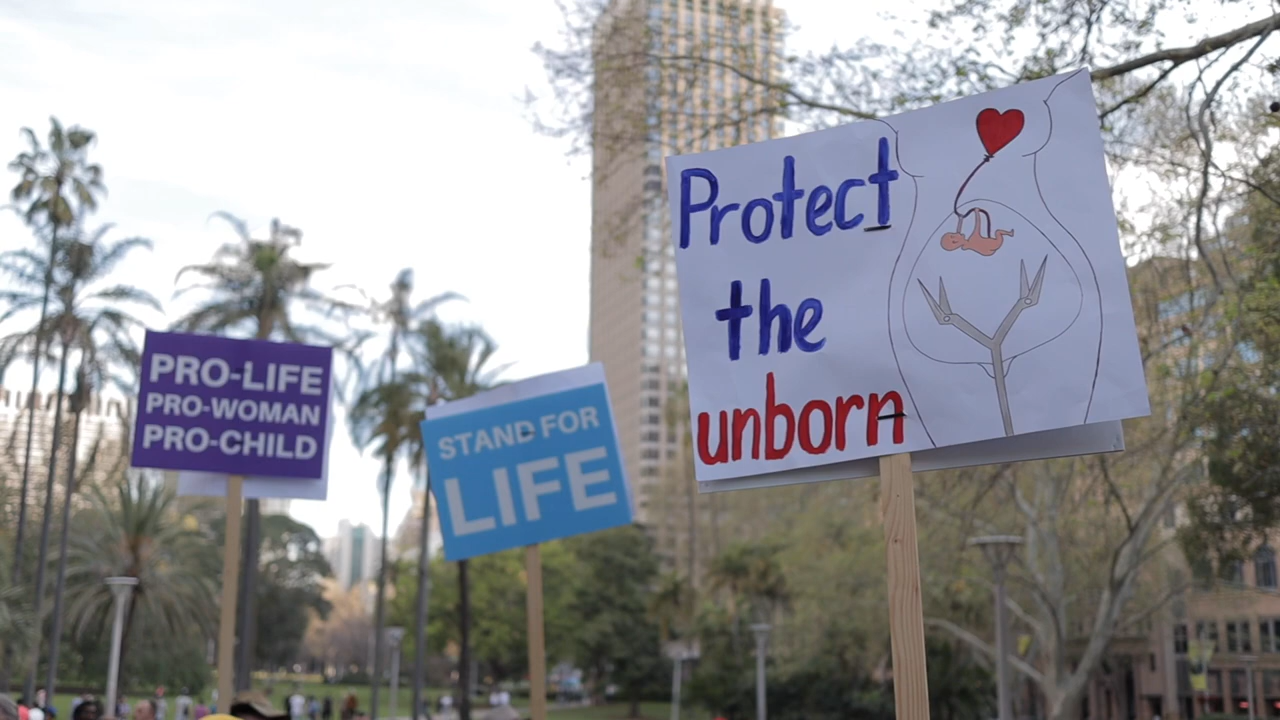 PRO-LIFE
PRO-WOMAN
PRO-CHILD
STAND FOR
LIFE
Protect
the
unborn